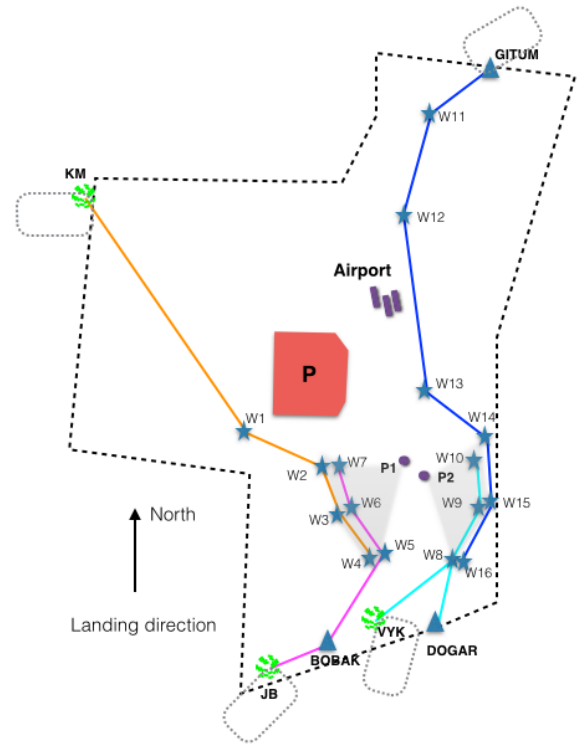 GITUM
W11
KM
W12
Airport
P
W13
W1
W14
W2
W7
P1
W10
P2
W6
W9
W15
W3
North
W5
W4
W8
W16
Landing direction
VYK
DOGAR
BOBAK
JB